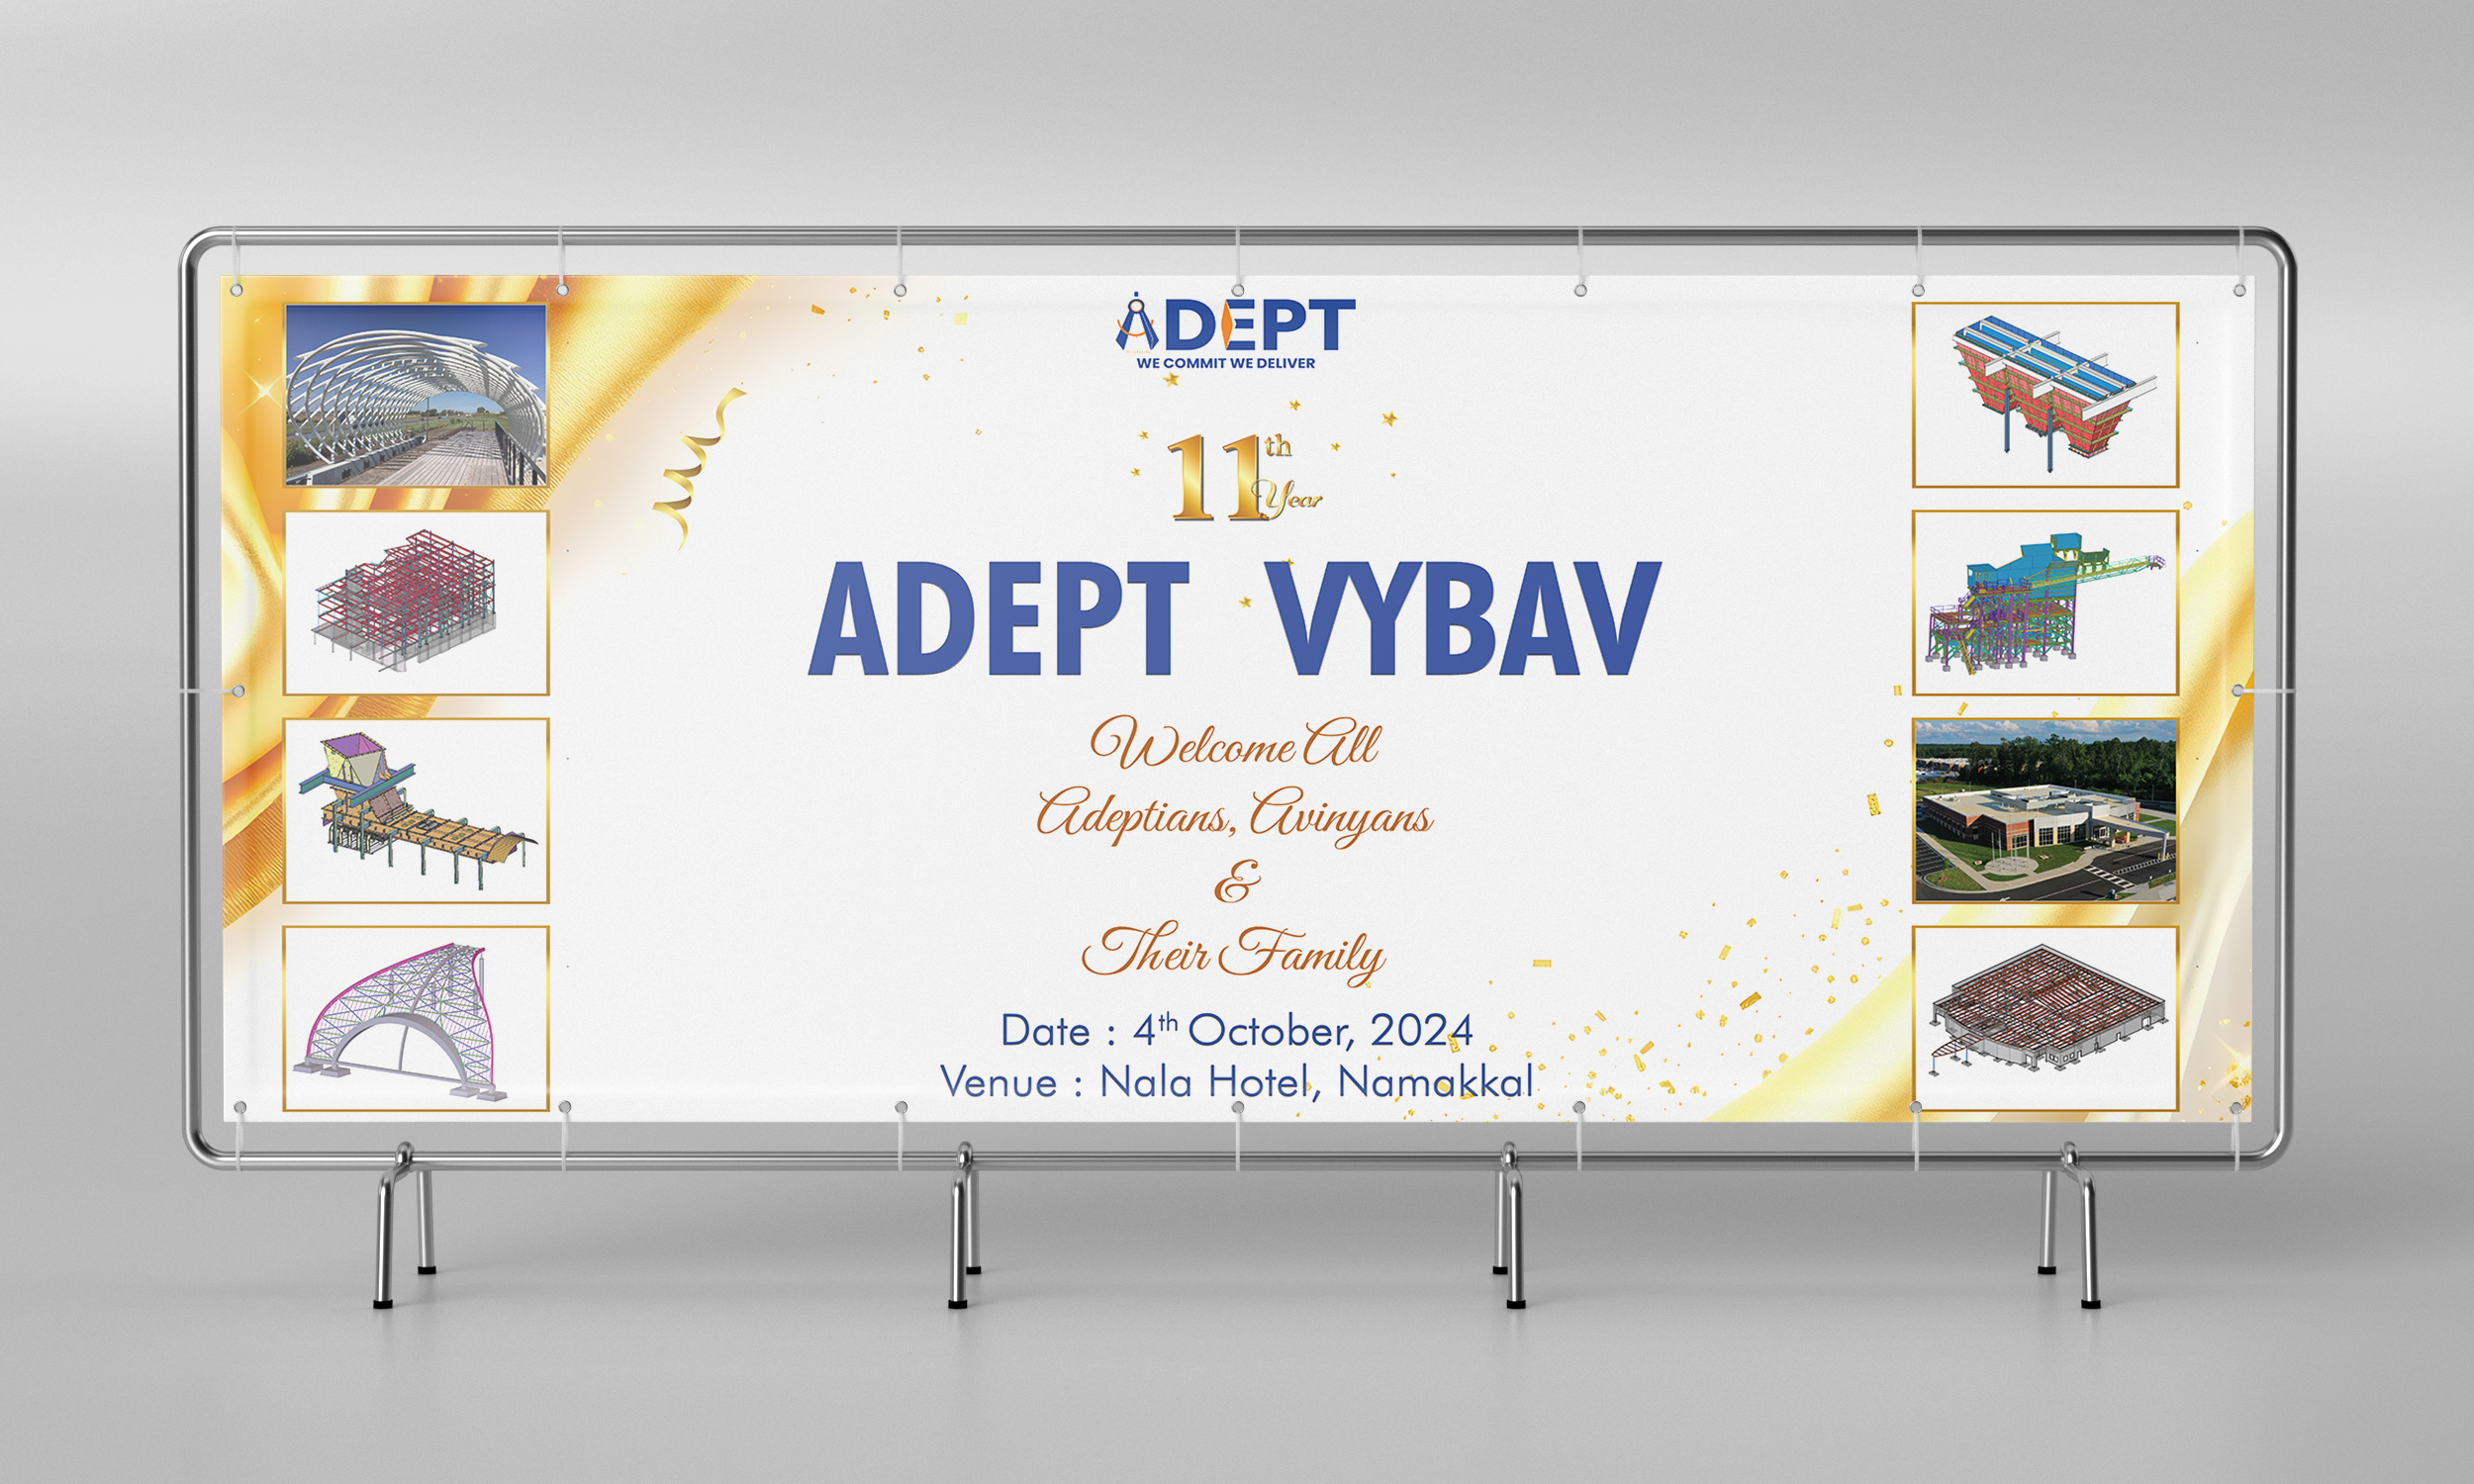 ADEPT
WE COMMIT WE DELIVER
11th
Year
ADEPT VYBAV
Welcome All
Adeptians, Avinyans
&
Their Family
Date : 4th October, 2024
Venue : Nala Hotel, Namakkal